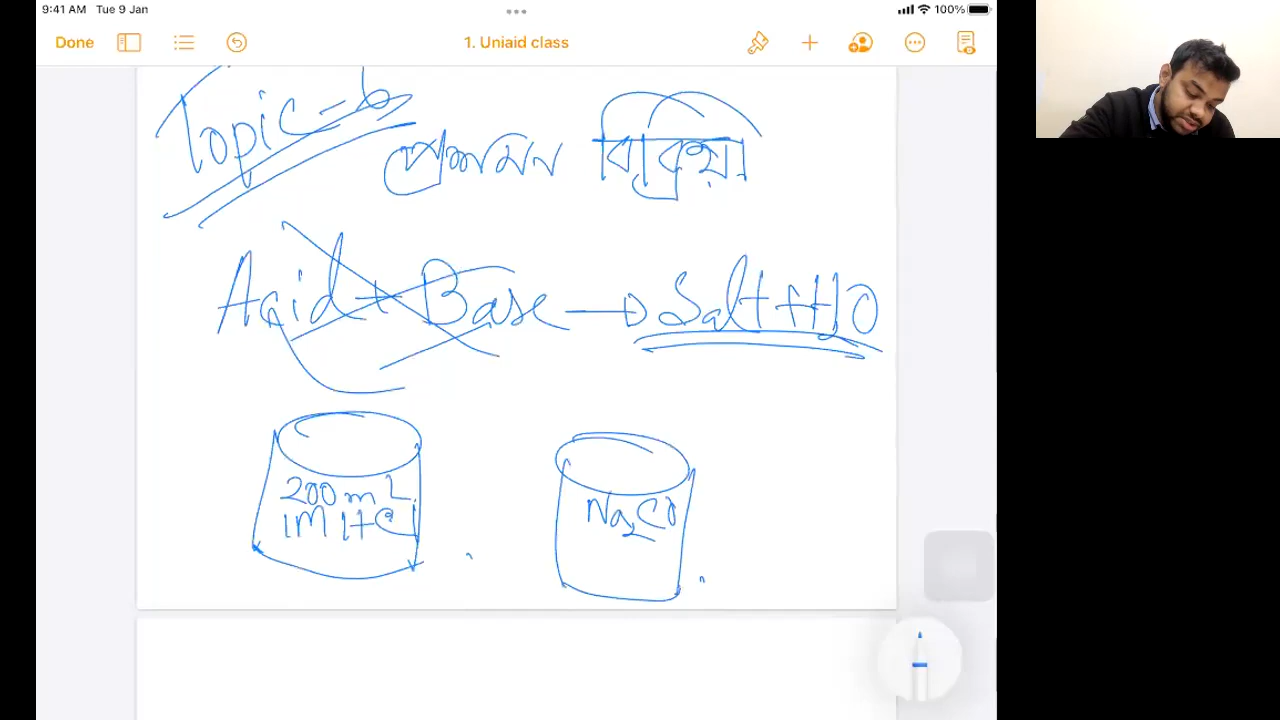 9:41 AM Tue 9 Jan
100%
Done
1. Uniaid class
Topic-6
প্রশমন বিক্রিয়া
Acid + Base → Salt + H2O
200 mL
1M HCl
Na2CO